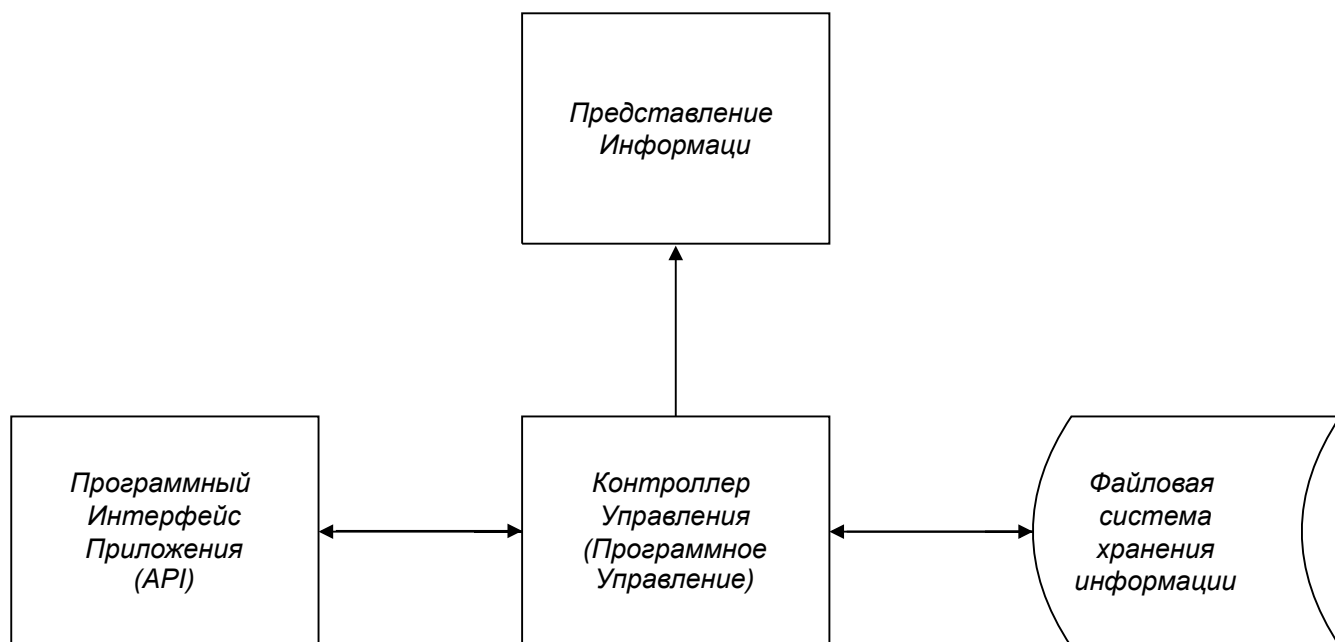 Представление
Информаци
Программный
Интерфейс
Приложения
(API)
Контроллер
Управления
(Программное
Управление)
Файловая
система
хранения
информации